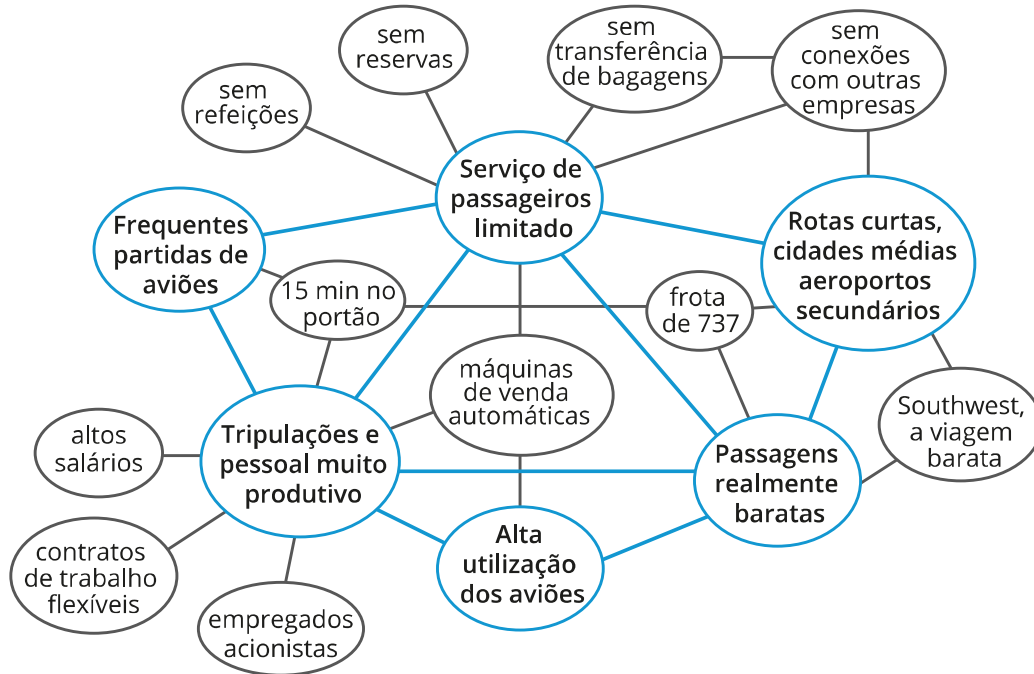 sem
reservas
sem
transferência
de bagagens
sem
conexões
com outras
empresas
sem
refeições
Serviço de
passageiros
limitado
Frequentes
partidas de
aviões
Rotas curtas,
cidades médias
aeroportos
secundários
15 min no
portão
frota
de 737
máquinas
de venda
automáticas
altos
salários
Tripulações e
pessoal muito
produtivo
Passagens
realmente
baratas
Southwest,
a viagem
barata
contratos
de trabalho
flexíveis
Alta
utilização
dos aviões
empregados
acionistas